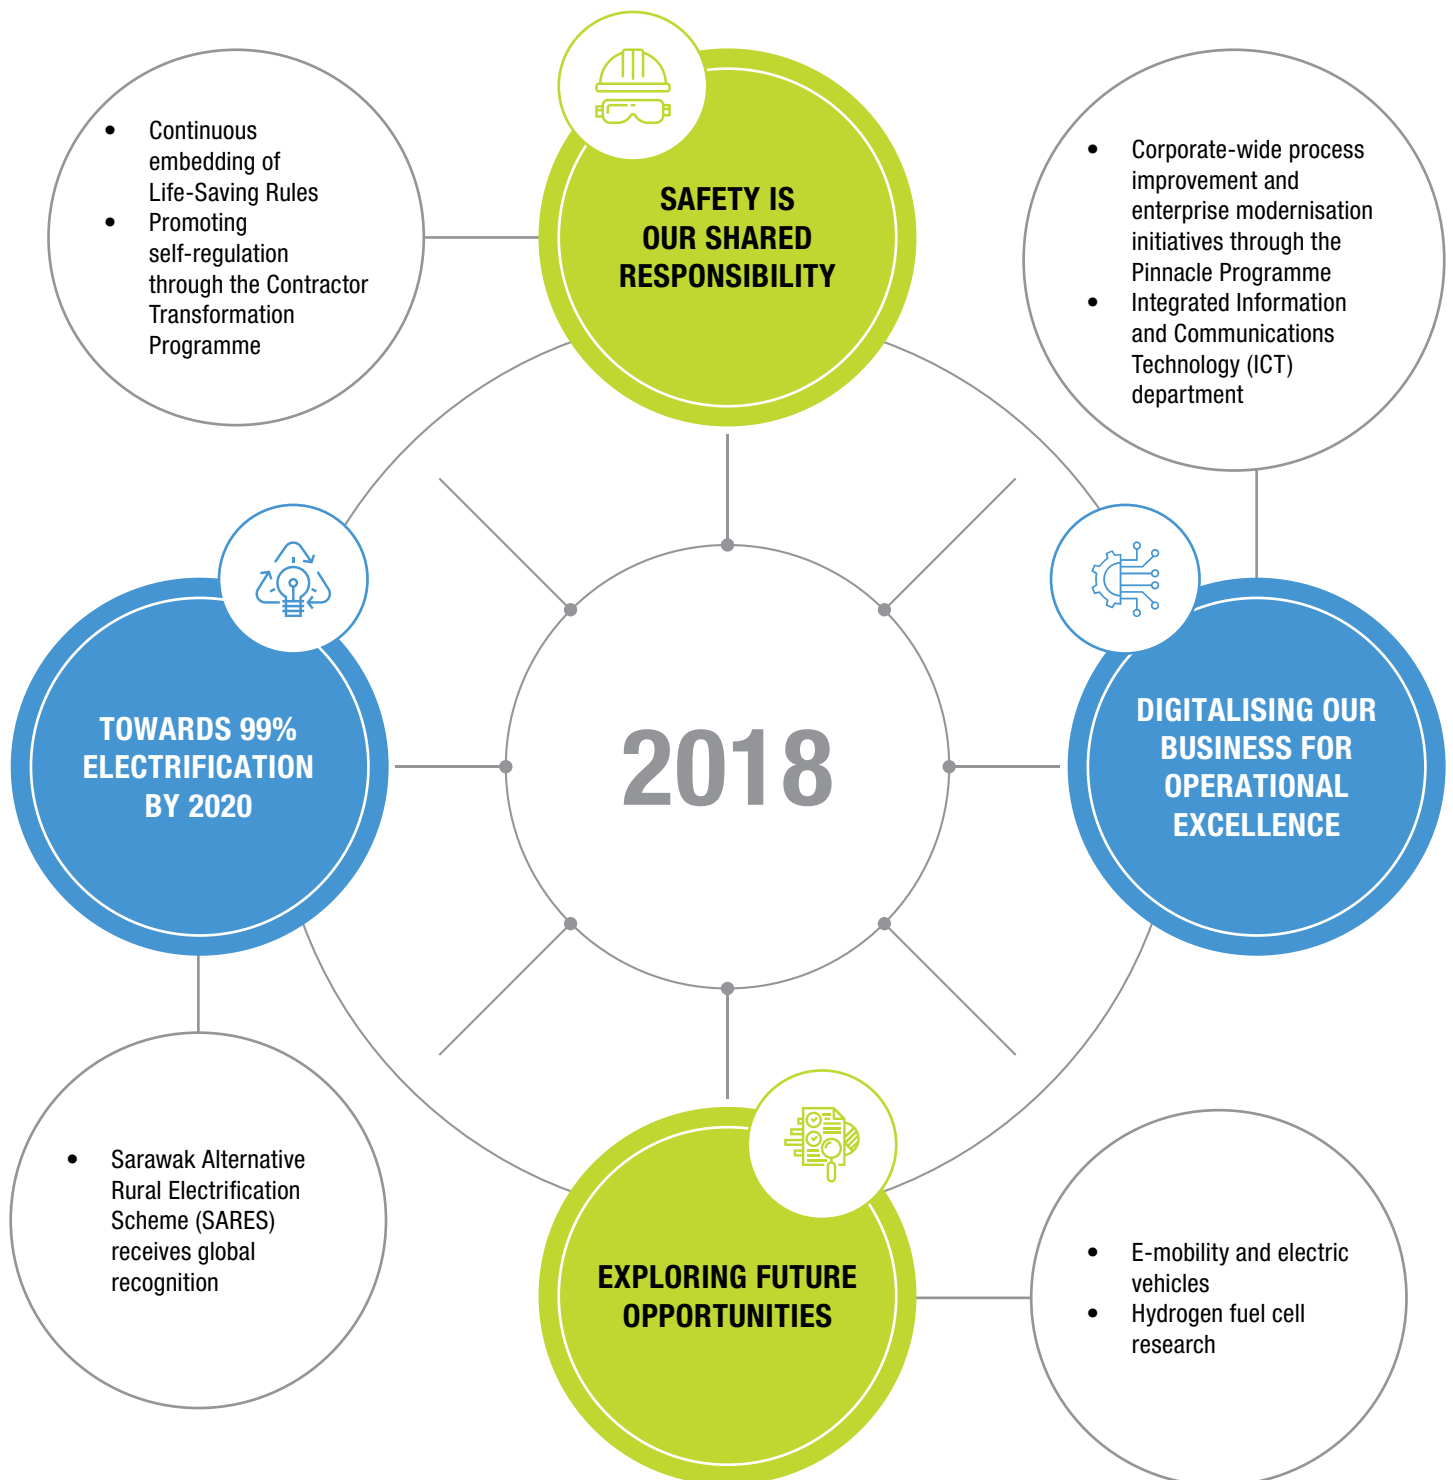 • Continuous
embedding of
Life-Saving Rules
• Promoting
self-regulation
through the Contractor
Transformation
Programme
SAFETY IS
OUR SHARED
RESPONSIBILITY
• Corporate-wide process
improvement and
enterprise modernisation
initiatives through the
Pinnacle Programme
• Integrated Information
and Communications
Technology (ICT)
department
TOWARDS 99%
ELECTRIFICATION
BY 2020
2018
DIGITALISING OUR
BUSINESS FOR
OPERATIONAL
EXCELLENCE
• Sarawak Alternative
Rural Electrification
Scheme (SARES)
receives global
recognition
EXPLORING FUTURE
OPPORTUNITIES
• E-mobility and electric
vehicles
• Hydrogen fuel cell
research